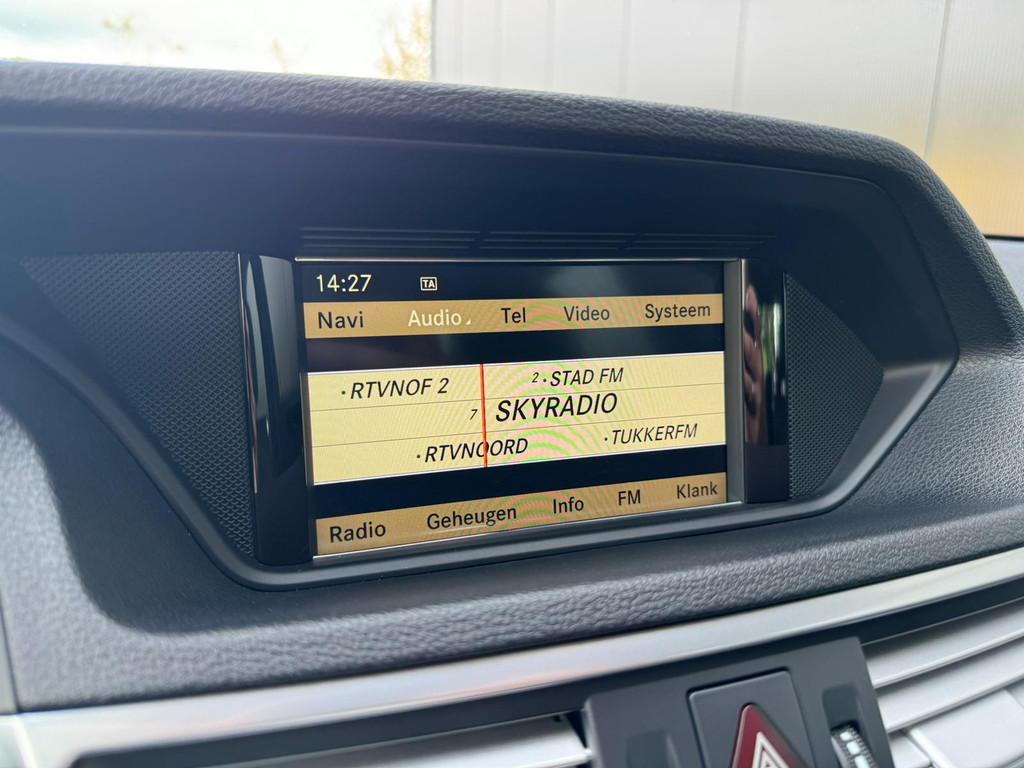 14:27 TA
Navi Audio Tel Video Systeem
·RTVNOF 2 2·STAD FM
7 SKYRADIO
·RTVNOORD ·TUKKERFM
Radio Geheugen Info FM Klank